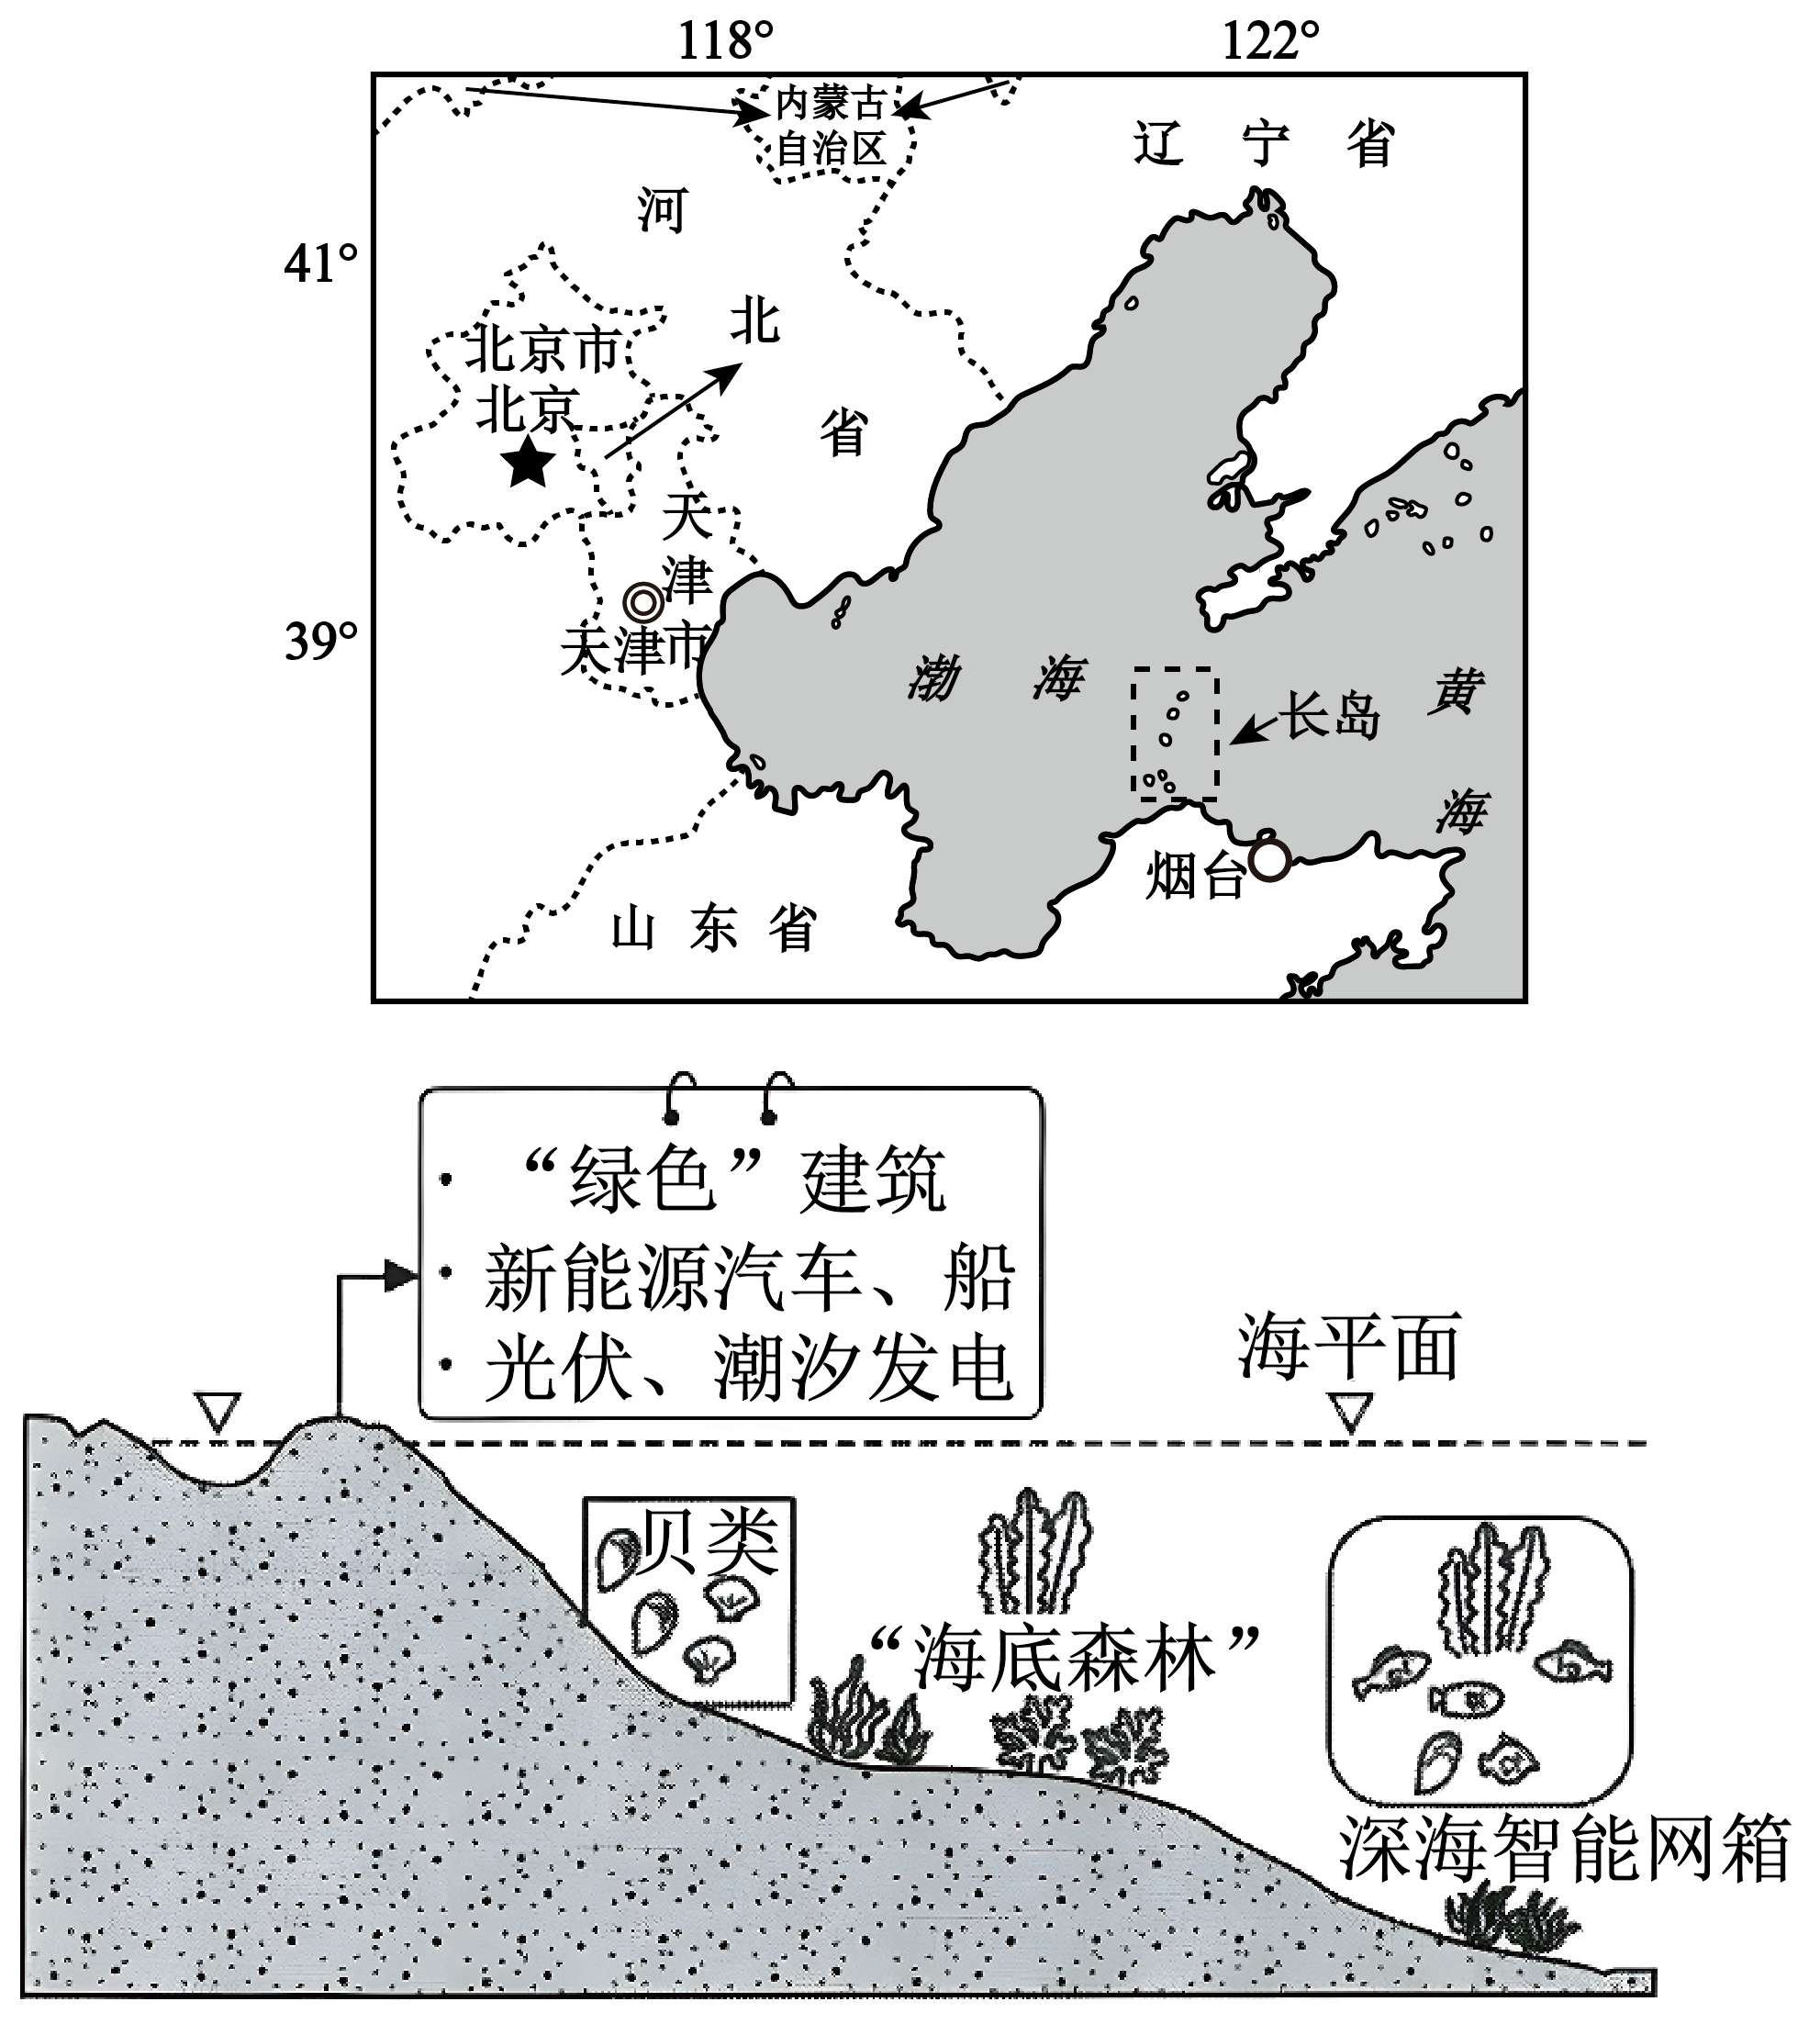 118°
122°
内蒙古
自治区
辽宁省
河
41°
北
北京市
北京
省
天
津
39°
天津市
渤海
黄
长岛
海
烟台
山东省
· “绿色”建筑
· 新能源汽车、船
· 光伏、潮汐发电
海平面
贝类
“海底森林”
深海智能网箱